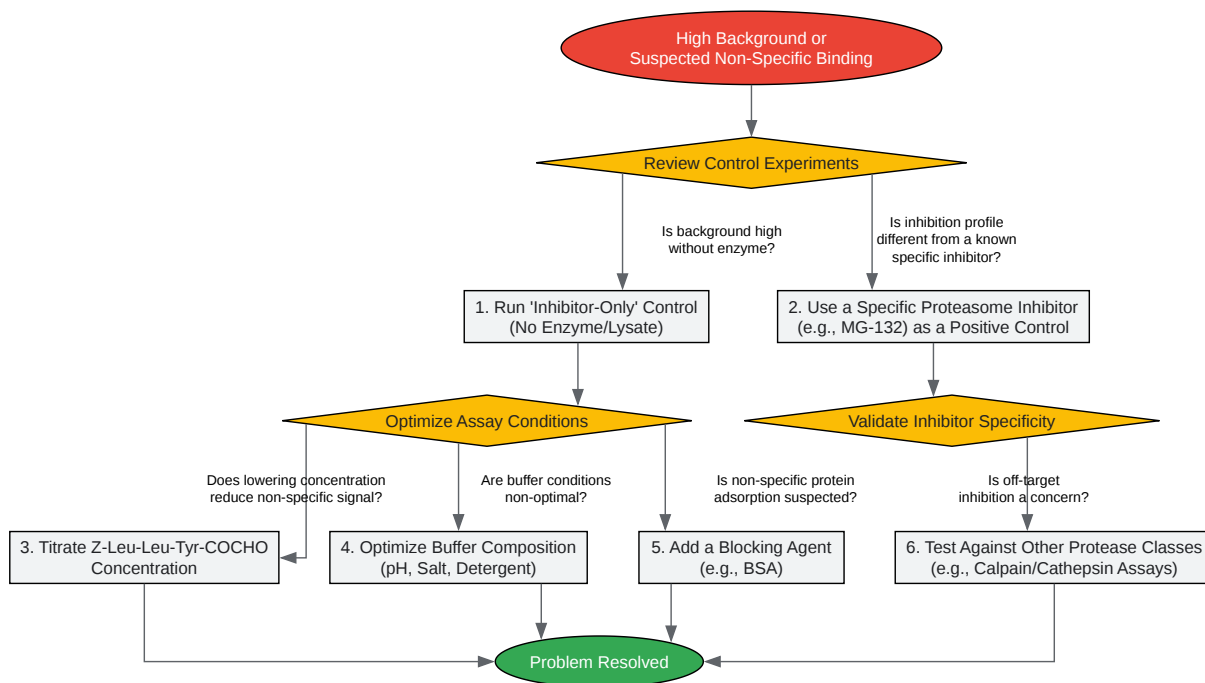 High Background or
Suspected Non-Specific Binding
Review Control Experiments
Is background high
without enzyme?
Is inhibition profile
different from a known
specific inhibitor?
1. Run 'Inhibitor-Only' Control
(No Enzyme/Lysate)
2. Use a Specific Proteasome Inhibitor
(e.g., MG-132) as a Positive Control
Optimize Assay Conditions
Validate Inhibitor Specificity
Does lowering concentration
reduce non-specific signal?
Are buffer conditions
non-optimal?
Is non-specific protein
adsorption suspected?
Is off-target
inhibition a concern?
3. Titrate Z-Leu-Leu-Tyr-COCHO
Concentration
4. Optimize Buffer Composition
(pH, Salt, Detergent)
5. Add a Blocking Agent
(e.g., BSA)
6. Test Against Other Protease Classes
(e.g., Calpain/Cathepsin Assays)
Problem Resolved